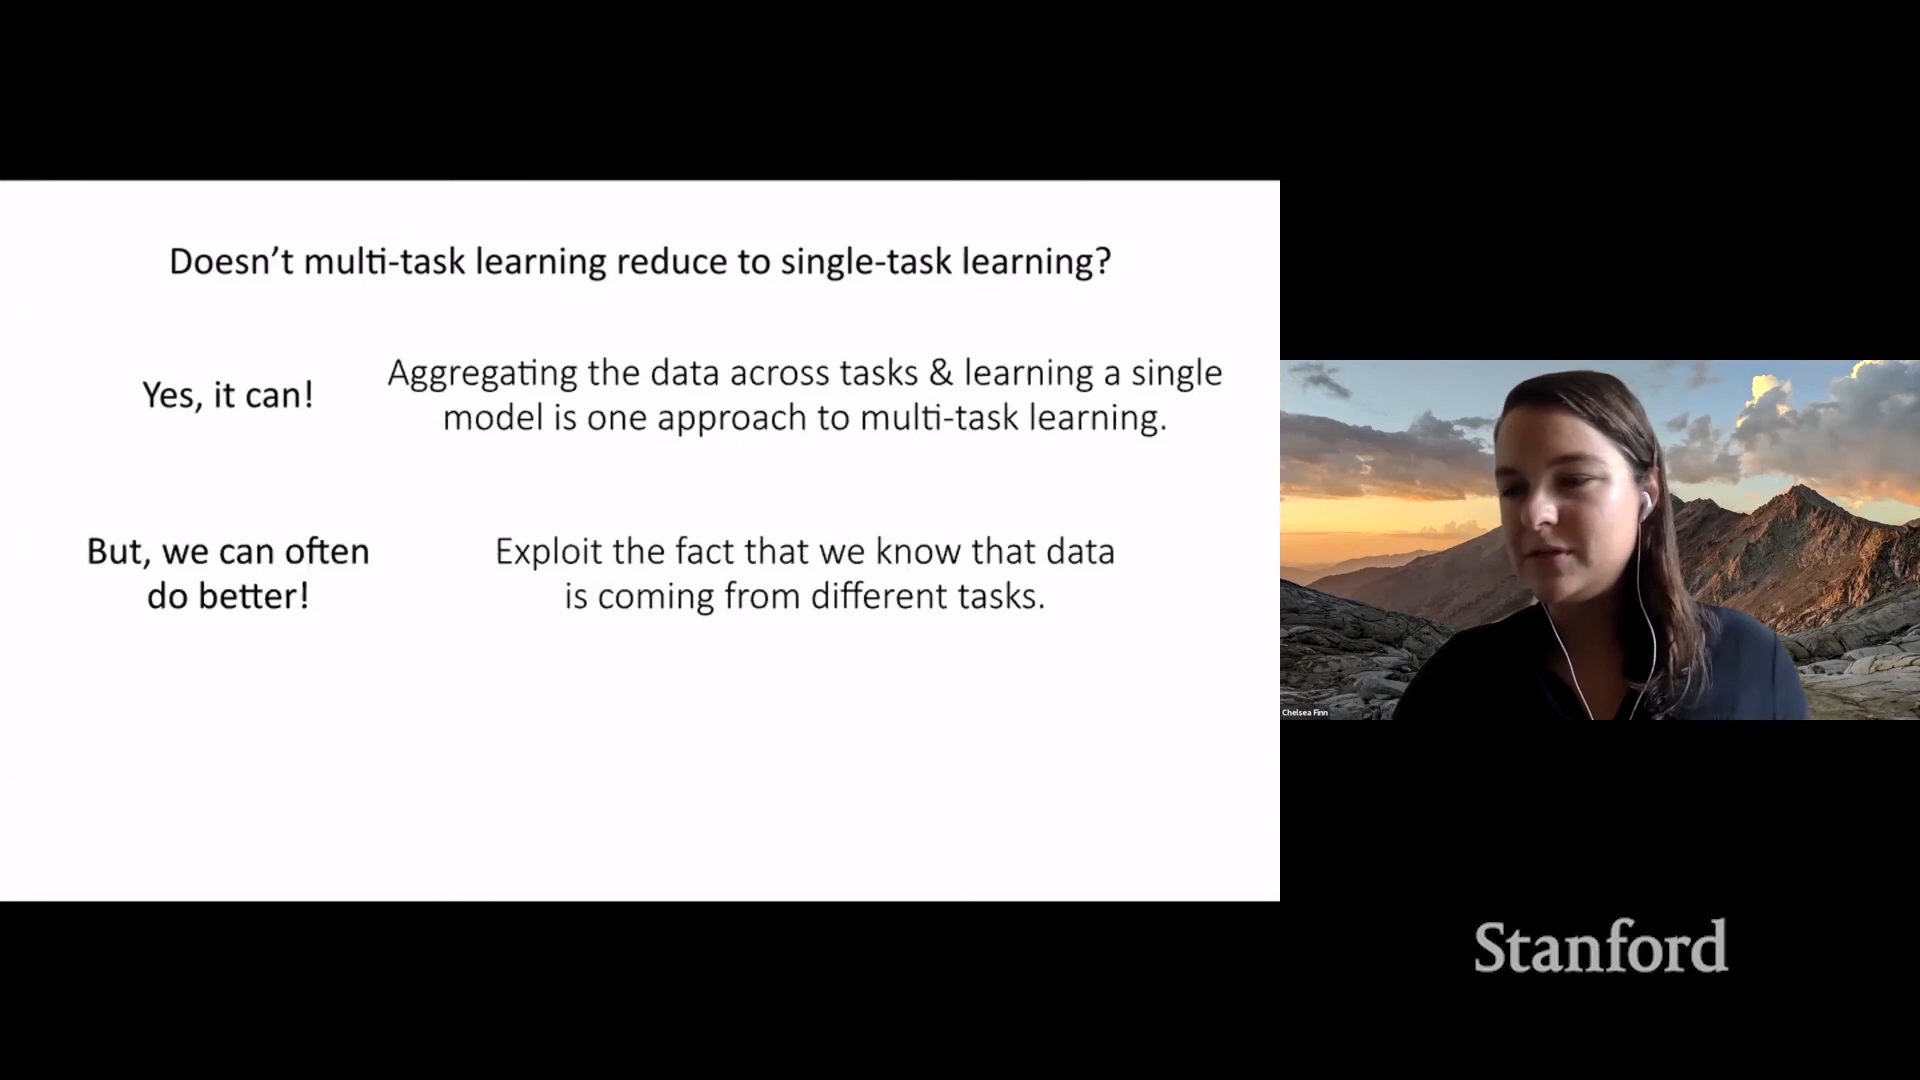 Doesn’t multi-task learning reduce to single-task learning?
Yes, it can!
Aggregating the data across tasks & learning a single
model is one approach to multi-task learning.
But, we can often
do better!
Exploit the fact that we know that data
is coming from different tasks.
Chelsea Finn
Stanford